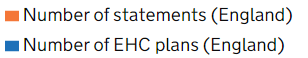 Number of statements (England)
Number of EHC plans (England)